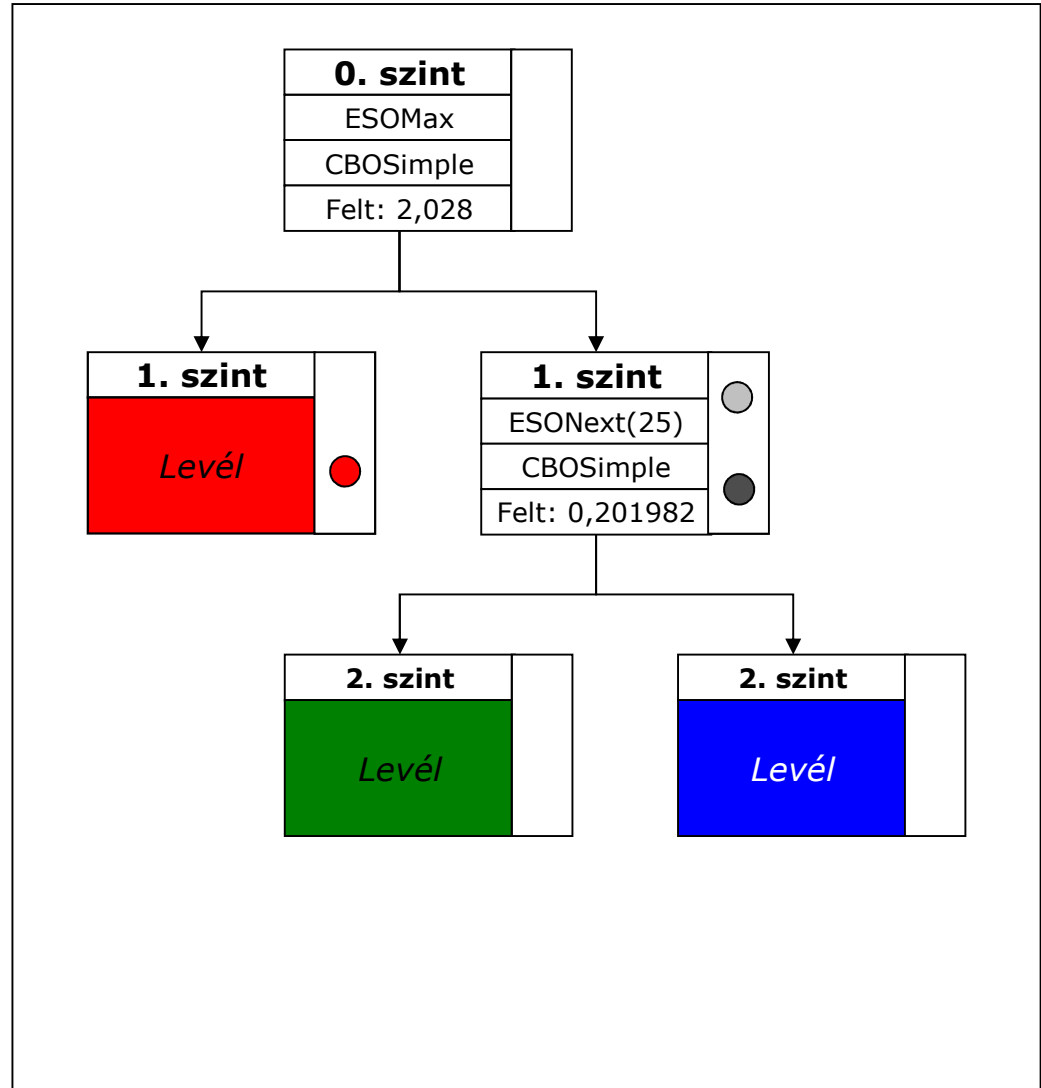 0. szint
ESOMax
CBOSimple
Felt: 2,028
1. szint
Levél
1. szint
ESONext(25)
CBOSimple
Felt: 0,201982
2. szint
Levél
2. szint
Levél